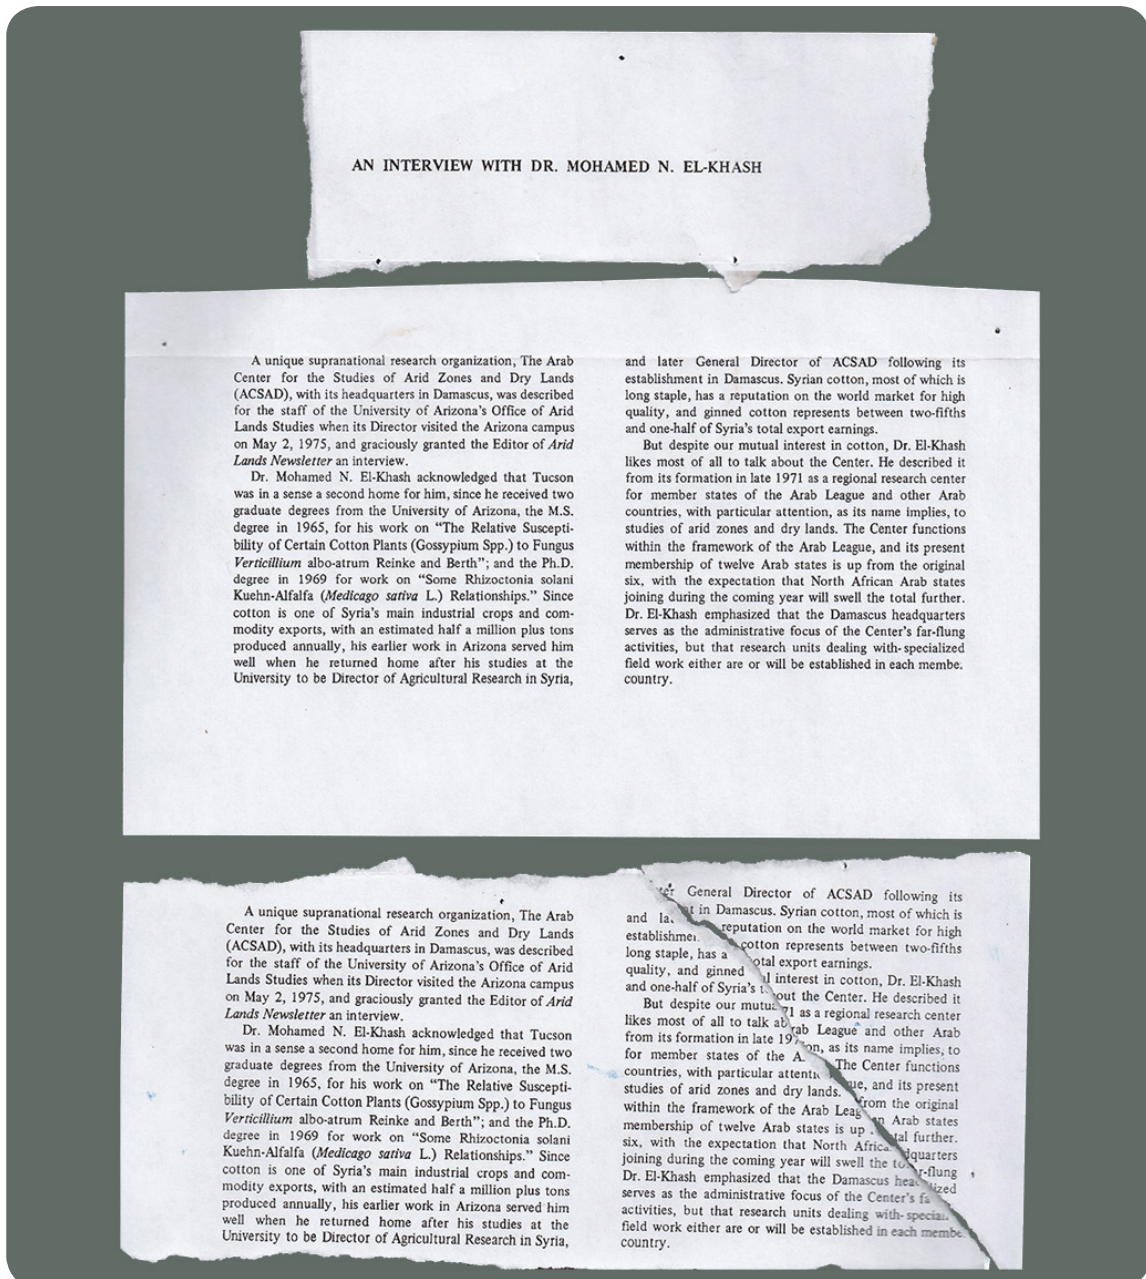 AN INTERVIEW WITH DR. MOHAMED N. EL-KHASH
A unique supranational research organization, The Arab
Center for the Studies of Arid Zones and Dry Lands
(ACSAD), with its headquarters in Damascus, was described
for the staff of the University of Arizona's Office of Arid
Lands Studies when its Director visited the Arizona campus
on May 2, 1975, and graciously granted the Editor of Arid
Lands Newsletter an interview.
Dr. Mohamed N. El-Khash acknowledged that Tucson
was in a sense a second home for him, since he received two
graduate degrees from the University of Arizona, the M.S.
degree in 1965, for his work on “The Relative Suscepti-
bility of Certain Cotton Plants (Gossypium Spp.) to Fungus
Verticillium albo-atrum Reinke and Berth”; and the Ph.D.
degree in 1969 for work on “Some Rhizoctonia solani
Kuehn-Alfalfa (Medicago sativa L.) Relationships.” Since
cotton is one of Syria's main industrial crops and com-
modity exports, with an estimated half a million plus tons
produced annually, his earlier work in Arizona served him
well when he returned home after his studies at the
University to be Director of Agricultural Research in Syria,
and later General Director of ACSAD following its
establishment in Damascus. Syrian cotton, most of which is
long staple, has a reputation on the world market for high
quality, and ginned cotton represents between two-fifths
and one-half of Syria's total export earnings.
But despite our mutual interest in cotton, Dr. El-Khash
likes most of all to talk about the Center. He described it
from its formation in late 1971 as a regional research center
for member states of the Arab League and other Arab
countries, with particular attention, as its name implies, to
studies of arid zones and dry lands. The Center functions
within the framework of the Arab League, and its present
membership of twelve Arab states is up from the original
six, with the expectation that North African Arab states
joining during the coming year will swell the total further.
Dr. El-Khash emphasized that the Damascus headquarters
serves as the administrative focus of the Center's far-flung
activities, but that research units dealing with-specialized
field work either are or will be established in each membe.
country.
A unique supranational research organization, The Arab
Center for the Studies of Arid Zones and Dry Lands
(ACSAD), with its headquarters in Damascus, was described
for the staff of the University of Arizona's Office of Arid
Lands Studies when its Director visited the Arizona campus
on May 2, 1975, and graciously granted the Editor of Arid
Lands Newsletter an interview.
Dr. Mohamed N. El-Khash acknowledged that Tucson
was in a sense a second home for him, since he received two
graduate degrees from the University of Arizona, the M.S.
degree in 1965, for his work on “The Relative Suscepti-
bility of Certain Cotton Plants (Gossypium Spp.) to Fungus
Verticillium albo-atrum Reinke and Berth”; and the Ph.D.
degree in 1969 for work on “Some Rhizoctonia solani
Kuehn-Alfalfa (Medicago sativa L.) Relationships.” Since
cotton is one of Syria's main industrial crops and com-
modity exports, with an estimated half a million plus tons
produced annually, his earlier work in Arizona served him
well when he returned home after his studies at the
University to be Director of Agricultural Research in Syria,
and later General Director of ACSAD following its
establishment in Damascus. Syrian cotton, most of which is
long staple, has a reputation on the world market for high
quality, and ginned cotton represents between two-fifths
and one-half of Syria's total export earnings.
But despite our mutual interest in cotton, Dr. El-Khash
likes most of all to talk about the Center. He described it
from its formation in late 1971 as a regional research center
for member states of the Arab League and other Arab
countries, with particular attention, as its name implies, to
studies of arid zones and dry lands. The Center functions
within the framework of the Arab League, and its present
membership of twelve Arab states is up from the original
six, with the expectation that North African Arab states
joining during the coming year will swell the total further.
Dr. El-Khash emphasized that the Damascus headquarters
serves as the administrative focus of the Center's far-flung
activities, but that research units dealing with-specialized
field work either are or will be established in each membe
country.